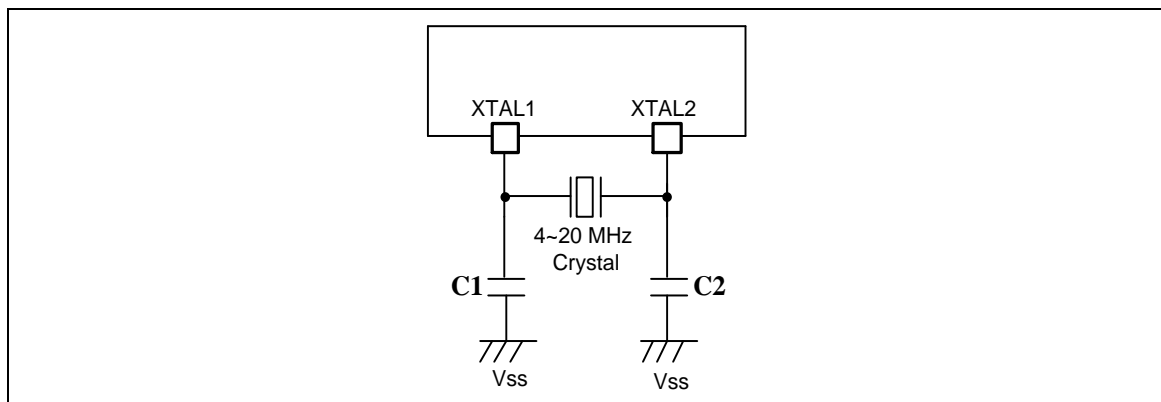 XTAL1
XTAL2
4~20 MHz
Crystal
C1
C2
Vss
Vss